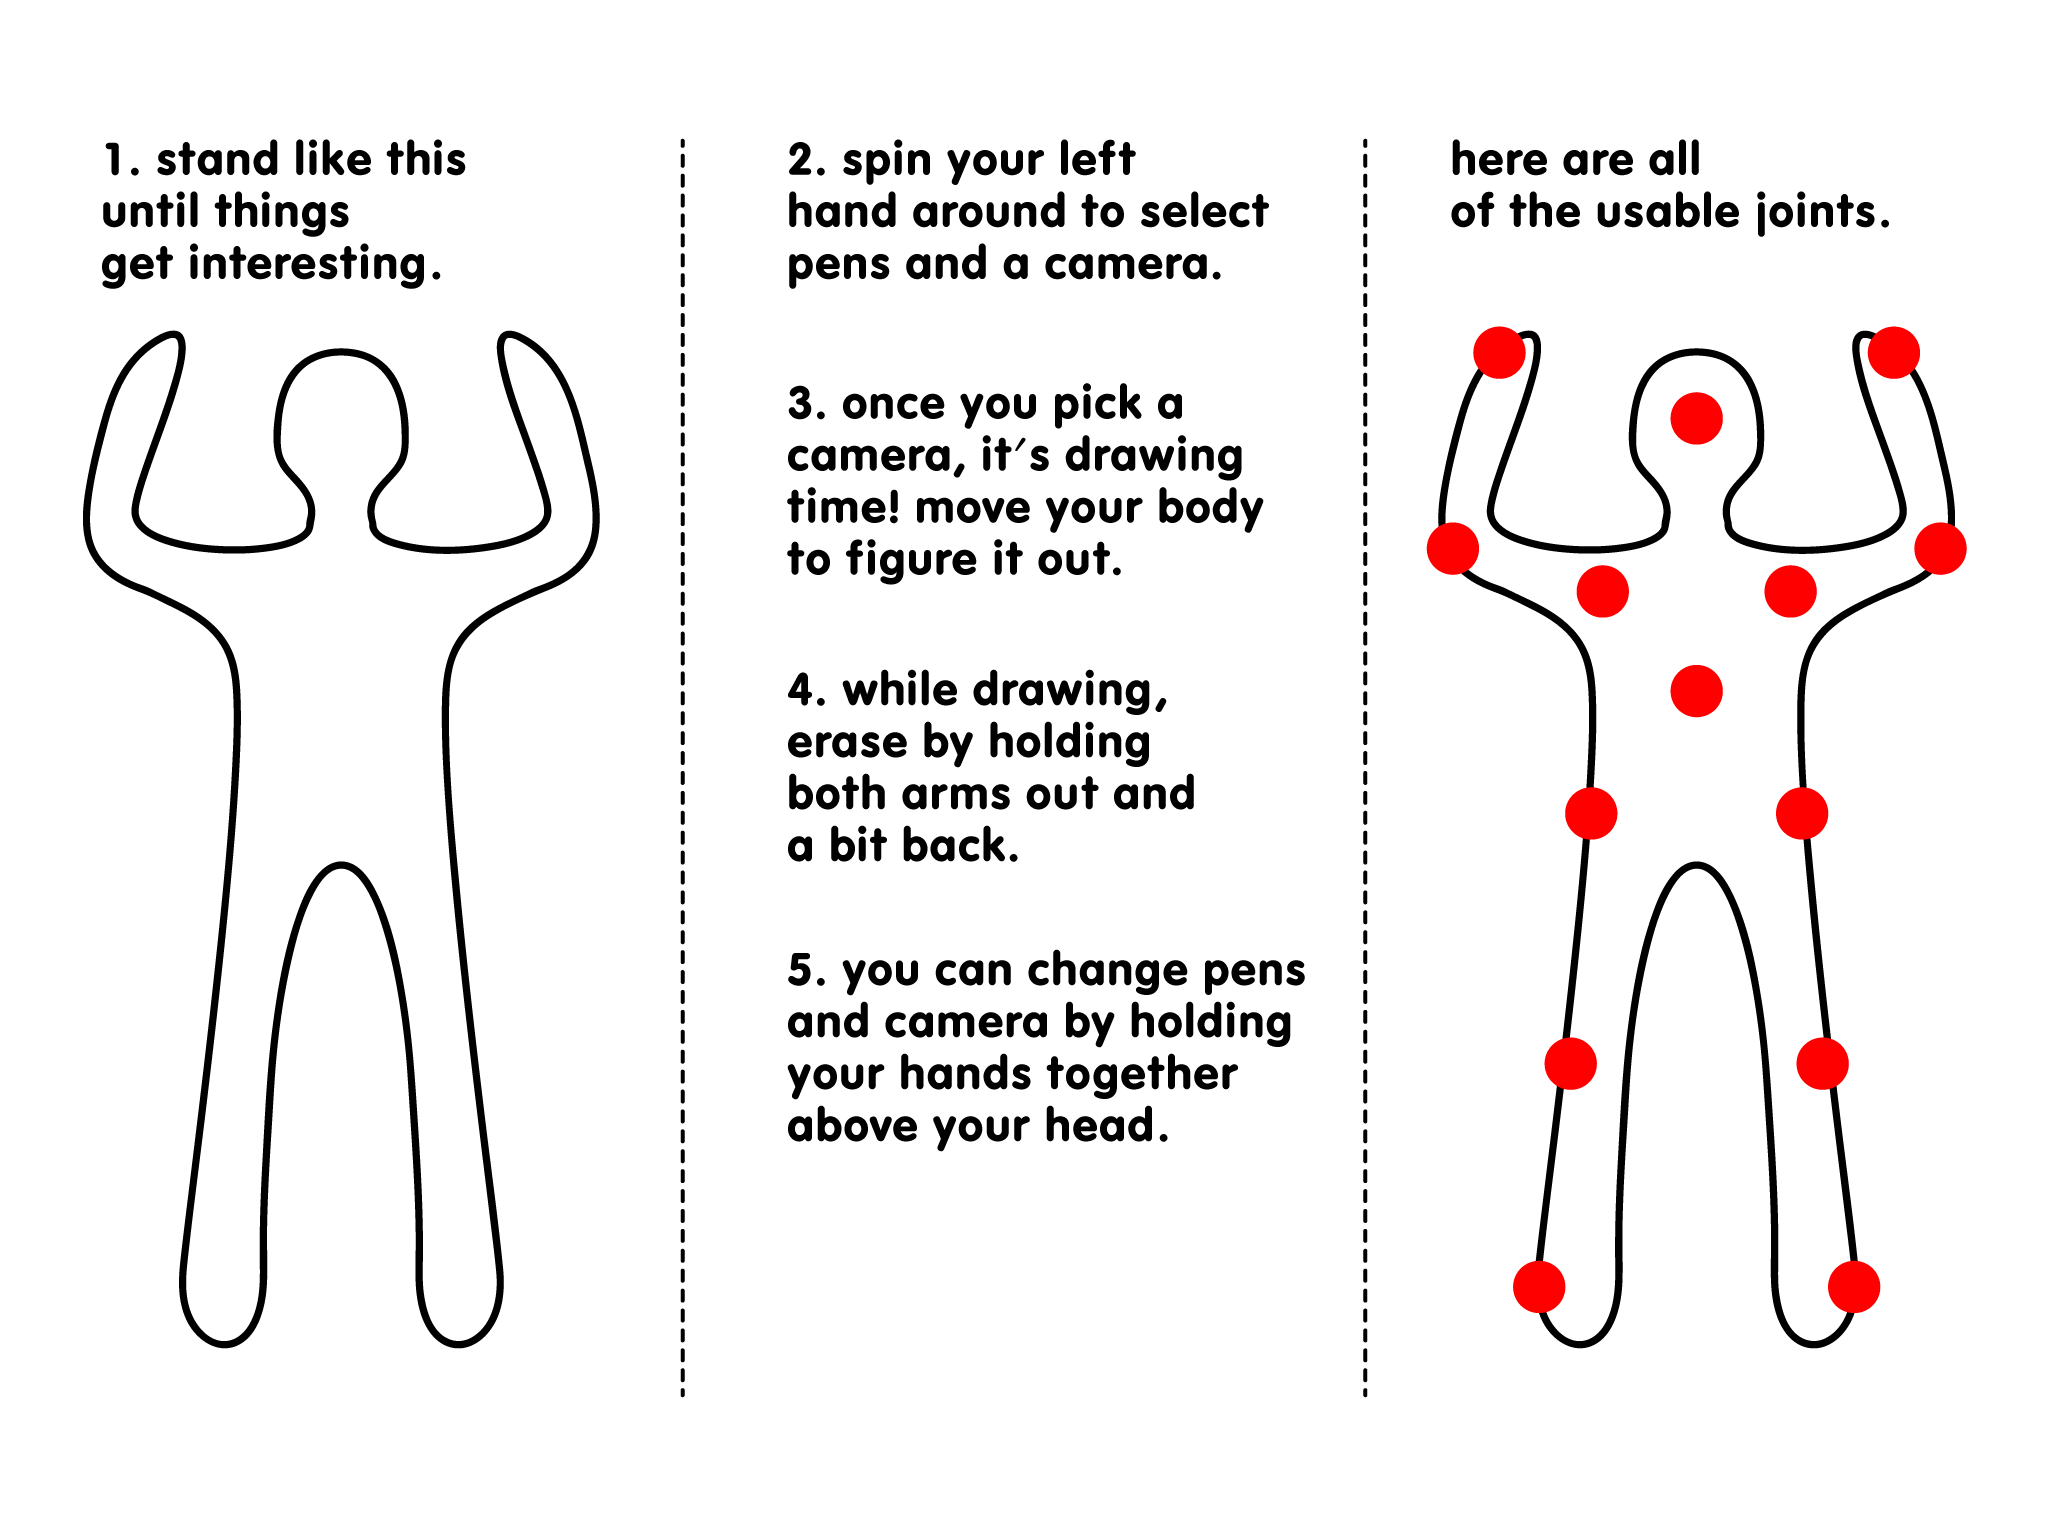 1. stand like this
until things
get interesting.
2. spin your left
hand around to select
pens and a camera.
3. once you pick a
camera, it's drawing
time! move your body
to figure it out.
4. while drawing,
erase by holding
both arms out and
a bit back.
5. you can change pens
and camera by holding
your hands together
above your head.
here are all
of the usable joints.